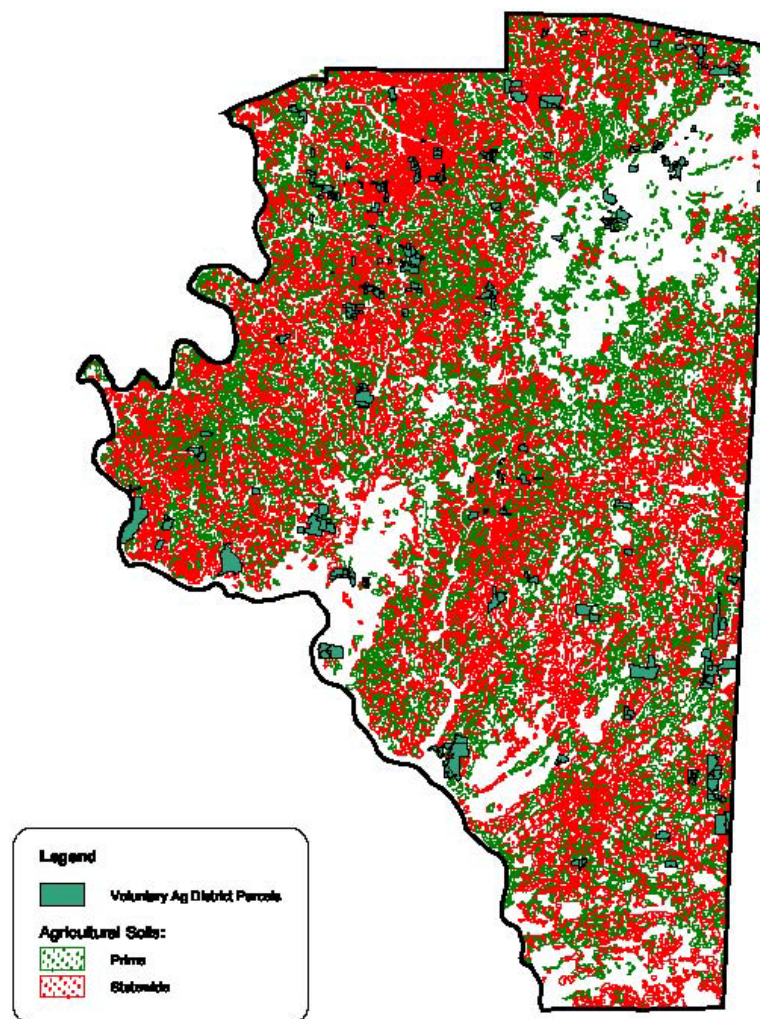 Legend
Voluntary Ag District Parcels
Agricultural Soils:
Prime
Statewide